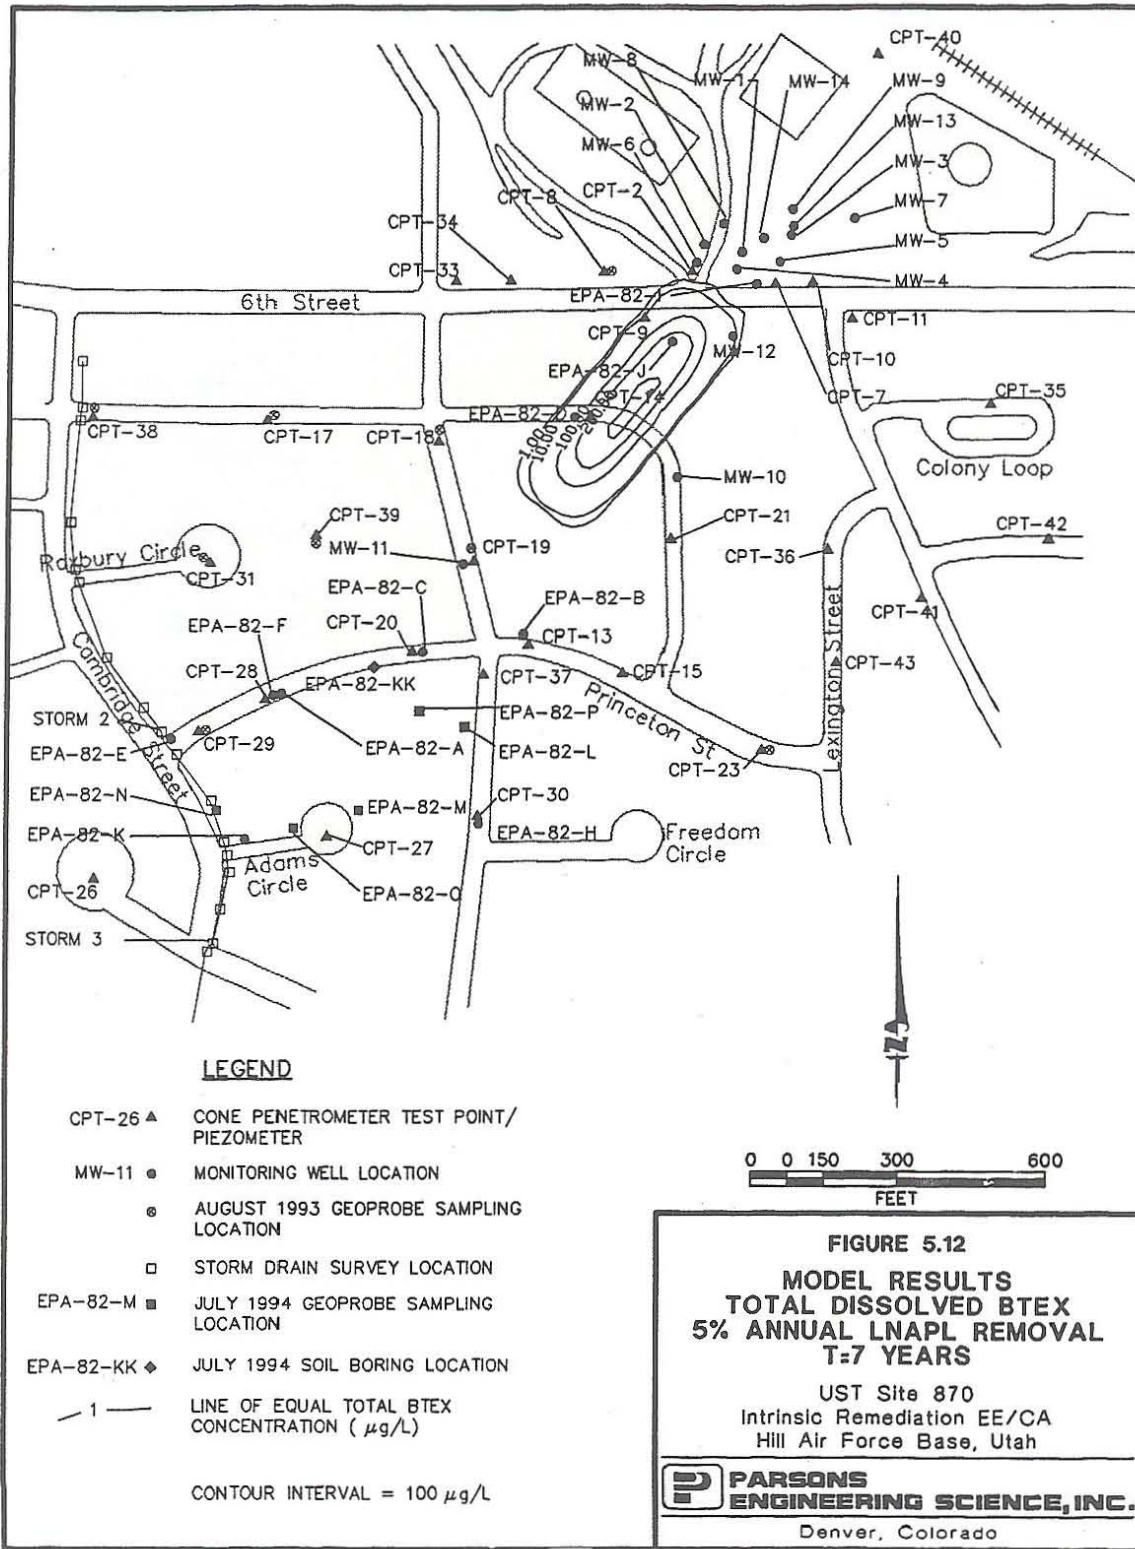 CPT-40
MW-8
MW-1
MW-14
MW-9
MW-2
MW-13
MW-6
MW-3
CPT-2
CPT-8
MW-7
CPT-34
MW-5
CPT-33
MW-4
EPA-82-I
6th Street
CPT-9
CPT-11
MW-12
CPT-10
EPA-82-J
CPT-7
CPT-35
CPT-14
EPA-82-D
CPT-38
CPT-17
CPT-18
1.00
10.00
Colony Loop
MW-10
CPT-39
CPT-21
CPT-42
MW-11
CPT-19
CPT-36
Roxbury Circle
CPT-31
EPA-82-C
EPA-82-B
CPT-41
EPA-82-F
CPT-20
CPT-13
Lexington Street
CPT-43
CPT-28
EPA-82-KK
CPT-37
CPT-15
Cambridge Street
STORM 2
EPA-82-P
Princeton St
EPA-82-E
CPT-29
EPA-82-A
EPA-82-L
CPT-23
EPA-82-N
EPA-82-M
CPT-30
EPA-82-K
CPT-27
EPA-82-H
Freedom
Circle
Adams
Circle
CPT-26
EPA-82-O
STORM 3
N
LEGEND
CPT-26 CONE PENETROMETER TEST POINT/
PIEZOMETER
MW-11 MONITORING WELL LOCATION
AUGUST 1993 GEOPROBE SAMPLING
LOCATION
STORM DRAIN SURVEY LOCATION
EPA-82-M JULY 1994 GEOPROBE SAMPLING
LOCATION
EPA-82-KK JULY 1994 SOIL BORING LOCATION
1 LINE OF EQUAL TOTAL BTEX
CONCENTRATION ( µg/L)
CONTOUR INTERVAL = 100 µg/L
0 0 150 300 600
FEET
FIGURE 5.12
MODEL RESULTS
TOTAL DISSOLVED BTEX
5% ANNUAL LNAPL REMOVAL
T=7 YEARS
UST Site 870
Intrinsic Remediation EE/CA
Hill Air Force Base, Utah
PARSONS
ENGINEERING SCIENCE, INC.
Denver, Colorado